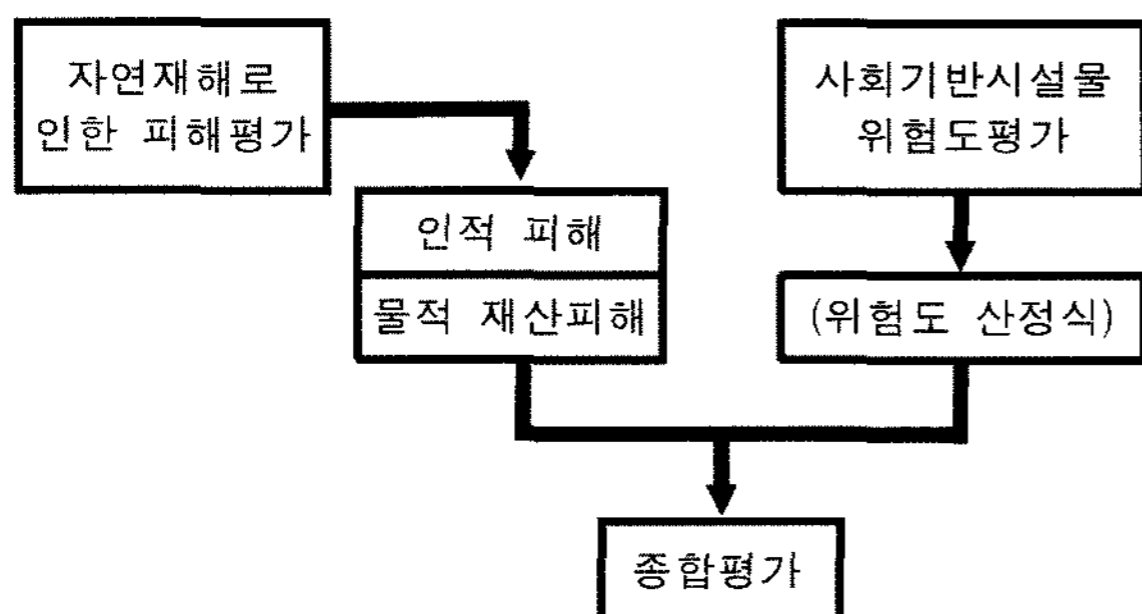 자연재해로
인한 피해평가
사회기반시설물
위험도평가
인적 피해
물적 재산피해
(위험도 산정식)
종합평가